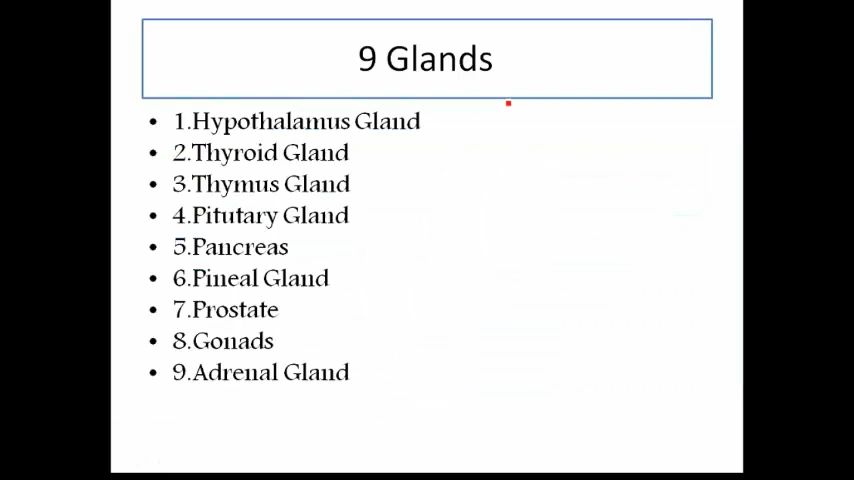 9 Glands
• 1.Hypothalamus Gland
• 2.Thyroid Gland
• 3.Thymus Gland
• 4.Pitutary Gland
• 5.Pancreas
• 6.Pineal Gland
• 7.Prostate
• 8.Gonads
• 9.Adrenal Gland